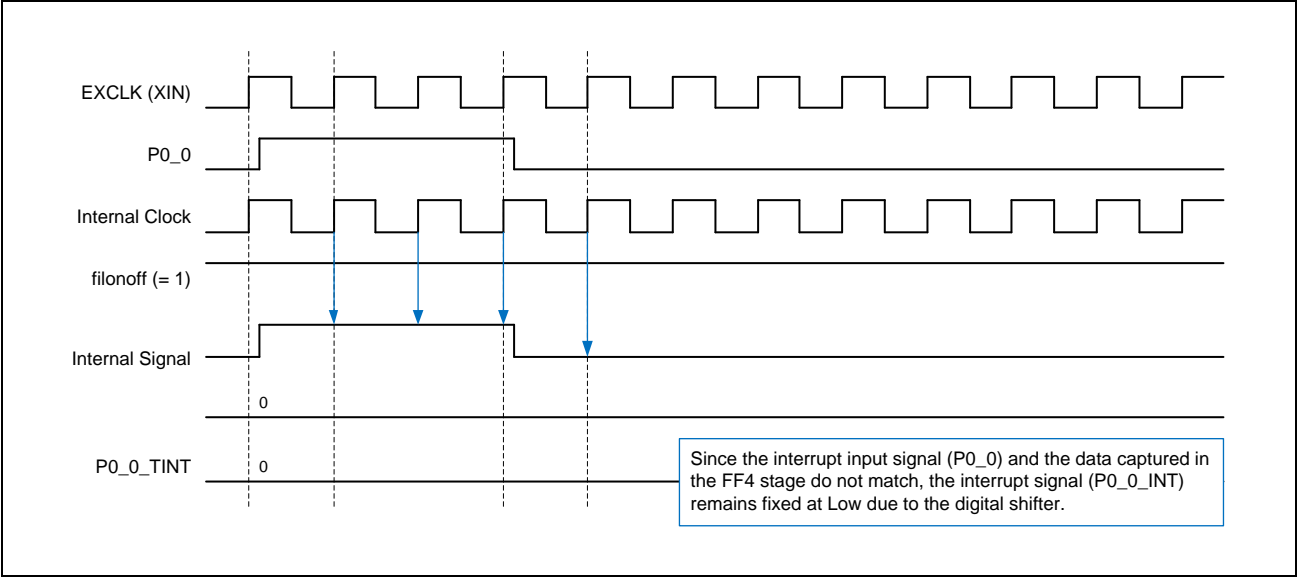 EXCLK (XIN)
P0_0
Internal Clock
filonoff (= 1)
Internal Signal
0
P0_0_TINT
0
Since the interrupt input signal (P0_0) and the data captured in
the FF4 stage do not match, the interrupt signal (P0_0_INT)
remains fixed at Low due to the digital shifter.